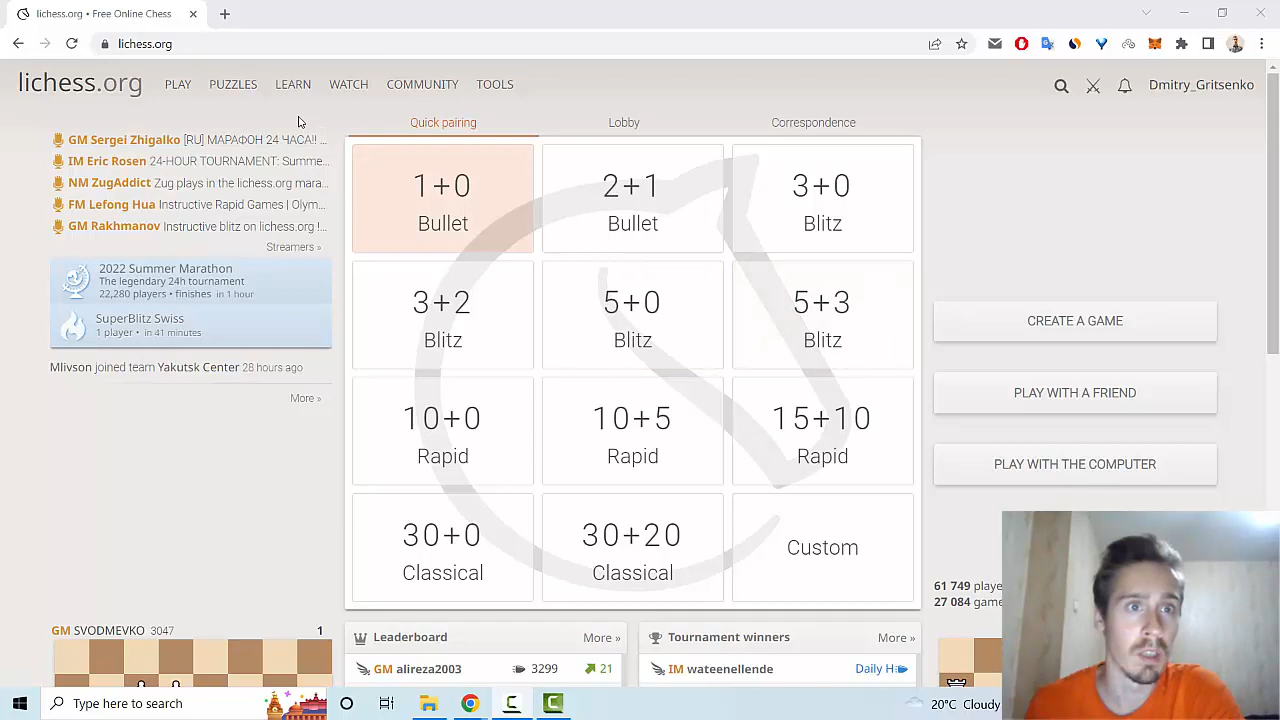 lichess.org • Free Online Chess
lichess.org
lichess.org PLAY PUZZLES LEARN WATCH COMMUNITY TOOLS Dmitry_Gritsenko
Quick pairing Lobby Correspondence
GM Sergei Zhigalko [RU] МАРАФОН 24 ЧАСА!! ...
IM Eric Rosen 24-HOUR TOURNAMENT: Summe...
NM ZugAddict Zug plays in the lichess.org mara...
FM Lefong Hua Instructive Rapid Games | Olym...
GM Rakhmanov Instructive blitz on lichess.org !...
Streamers »
2022 Summer Marathon
The legendary 24h tournament
22,280 players • finishes in 1 hour
SuperBlitz Swiss
1 player • in 41 minutes
Mlivson joined team Yakutsk Center 28 hours ago
More »
1+0
Bullet
2+1
Bullet
3+0
Blitz
3+2
Blitz
5+0
Blitz
5+3
Blitz
10+0
Rapid
10+5
Rapid
15+10
Rapid
30+0
Classical
30+20
Classical
Custom
CREATE A GAME
PLAY WITH A FRIEND
PLAY WITH THE COMPUTER
61 749 playe
27 084 game
GM SVODMEVKO 3047 1
Leaderboard More »
GM alireza2003 3299 21
Tournament winners More »
IM wateenellende Daily H
Type here to search
20°C Cloudy